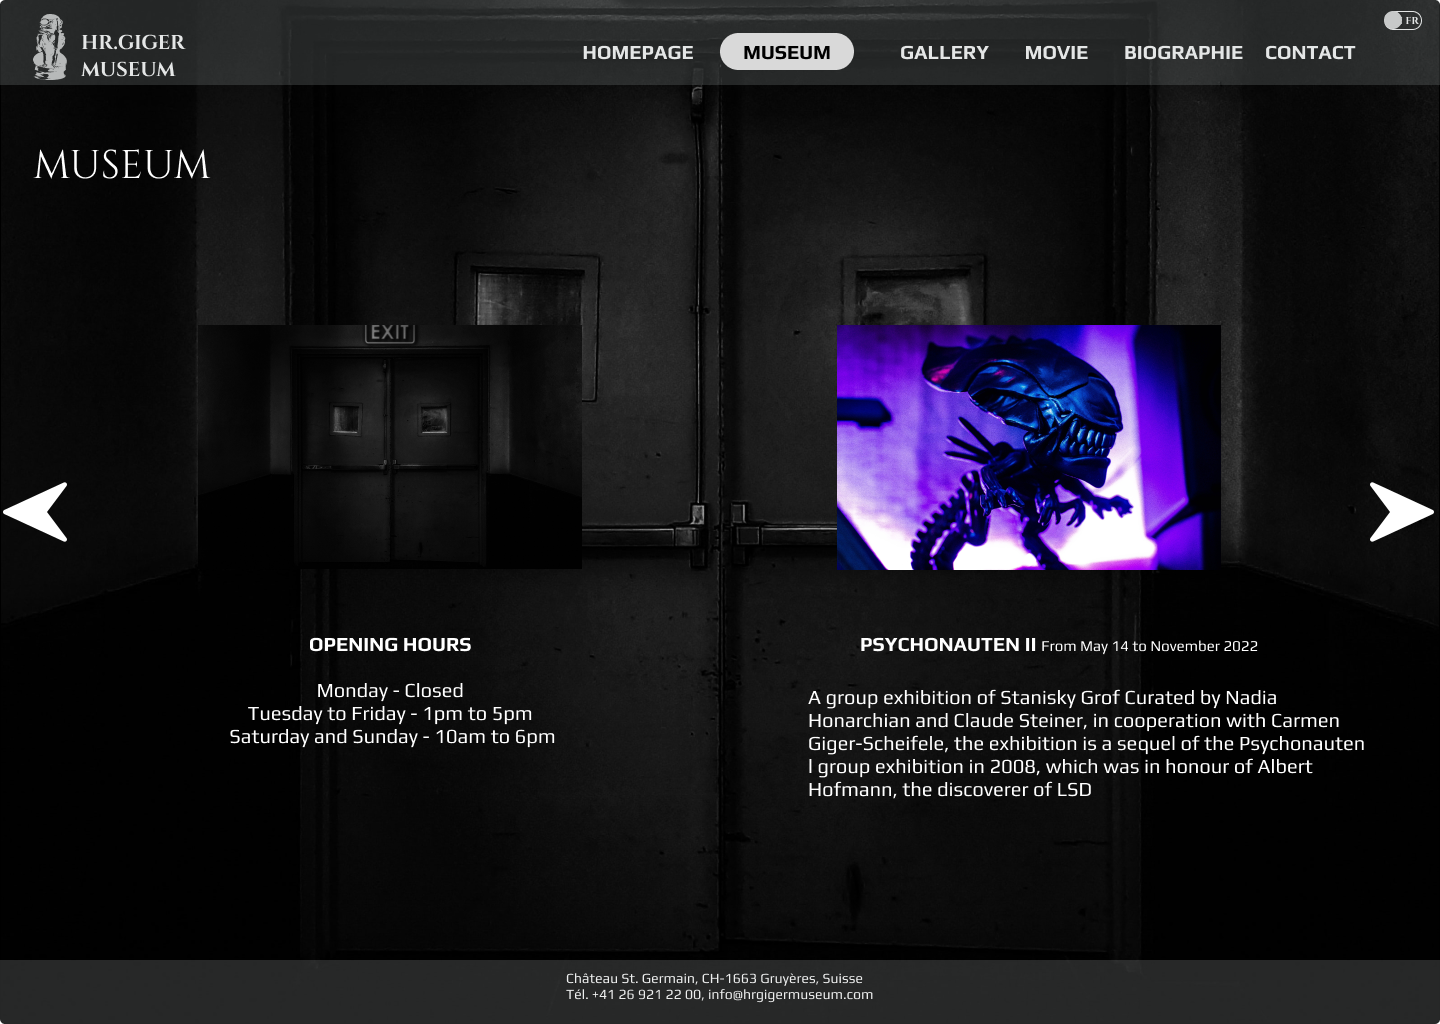 FR
HR.GIGER
MUSEUM
HOMEPAGE MUSEUM GALLERY MOVIE BIOGRAPHIE CONTACT
MUSEUM
EXIT
OPENING HOURS
Monday - Closed
Tuesday to Friday - 1pm to 5pm
Saturday and Sunday - 10am to 6pm
PSYCHONAUTEN II From May 14 to November 2022
A group exhibition of Stanisky Grof Curated by Nadia
Honarchian and Claude Steiner, in cooperation with Carmen
Giger-Scheifele, the exhibition is a sequel of the Psychonauten
l group exhibition in 2008, which was in honour of Albert
Hofmann, the discoverer of LSD
Château St. Germain, CH-1663 Gruyères, Suisse
Tél. +41 26 921 22 00, info@hrgigermuseum.com